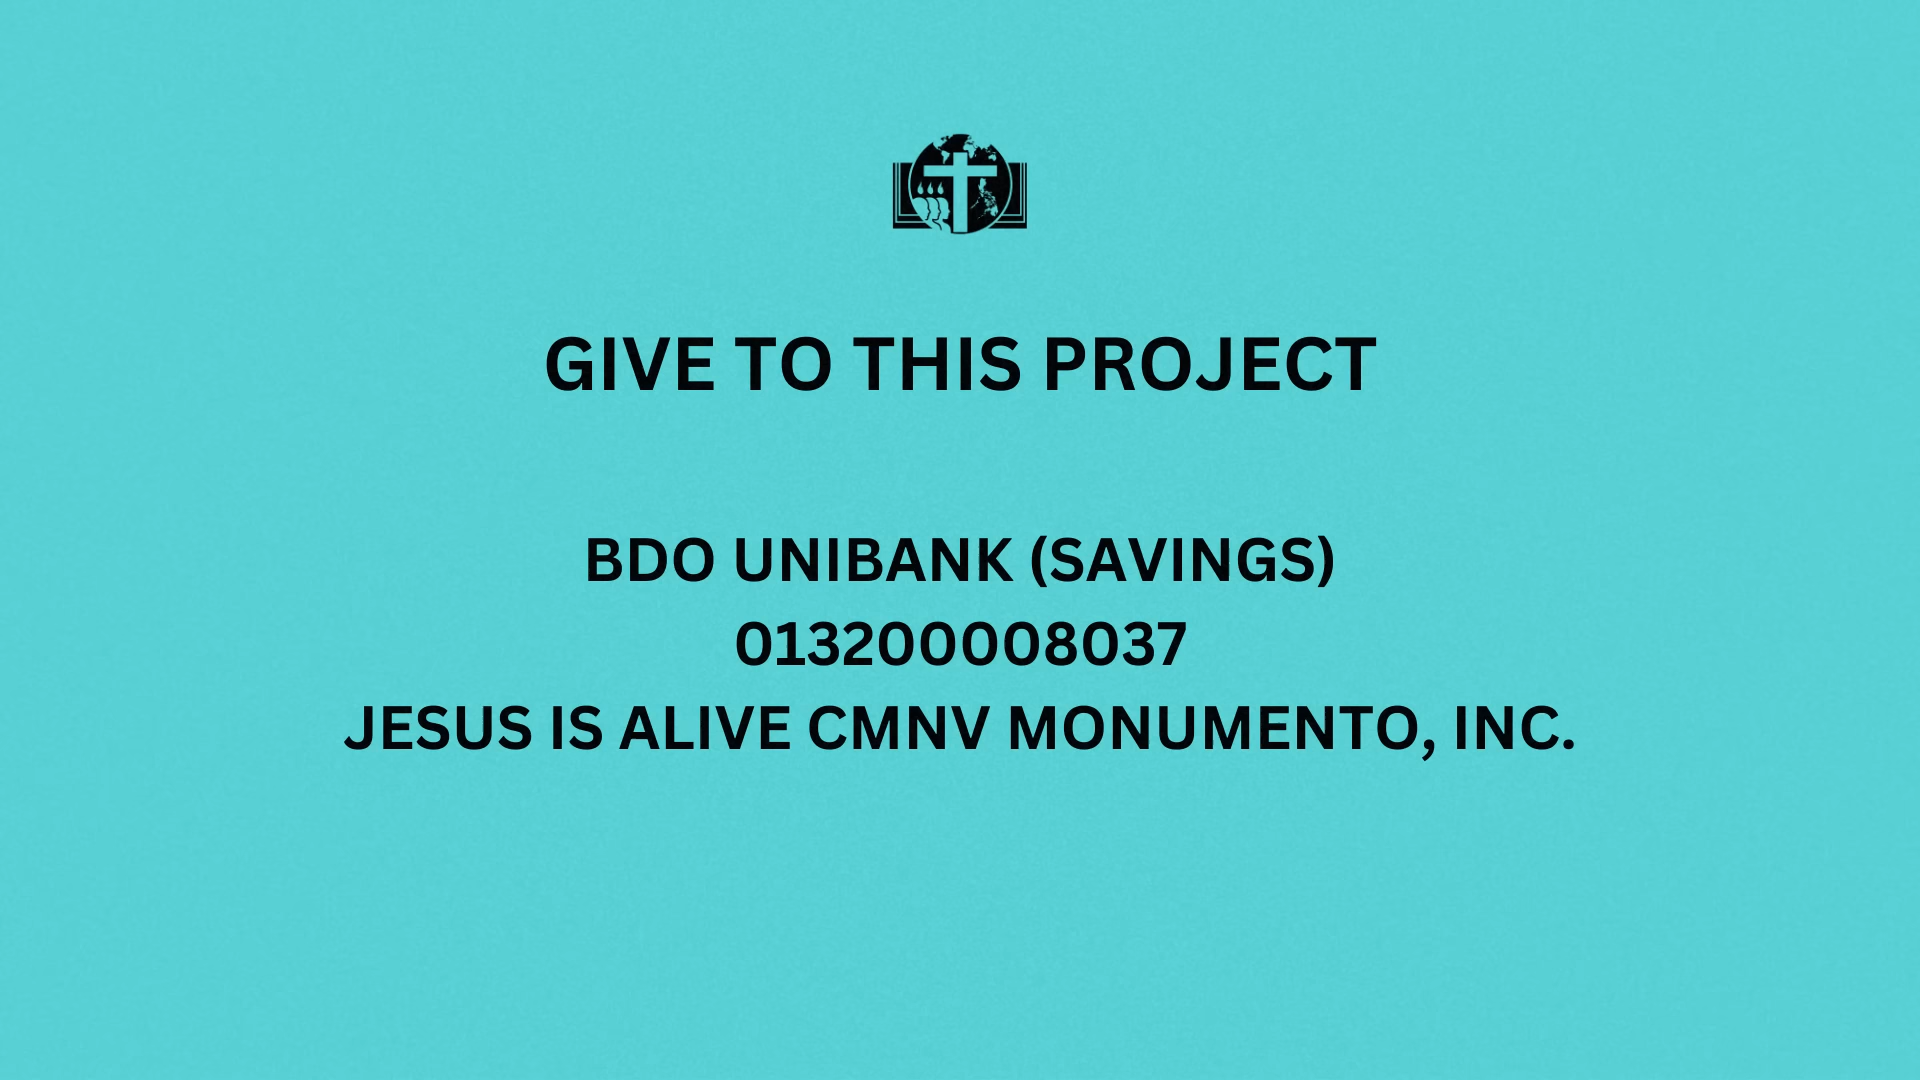 GIVE TO THIS PROJECT
BDO UNIBANK (SAVINGS)
013200008037
JESUS IS ALIVE CMNV MONUMENTO, INC.